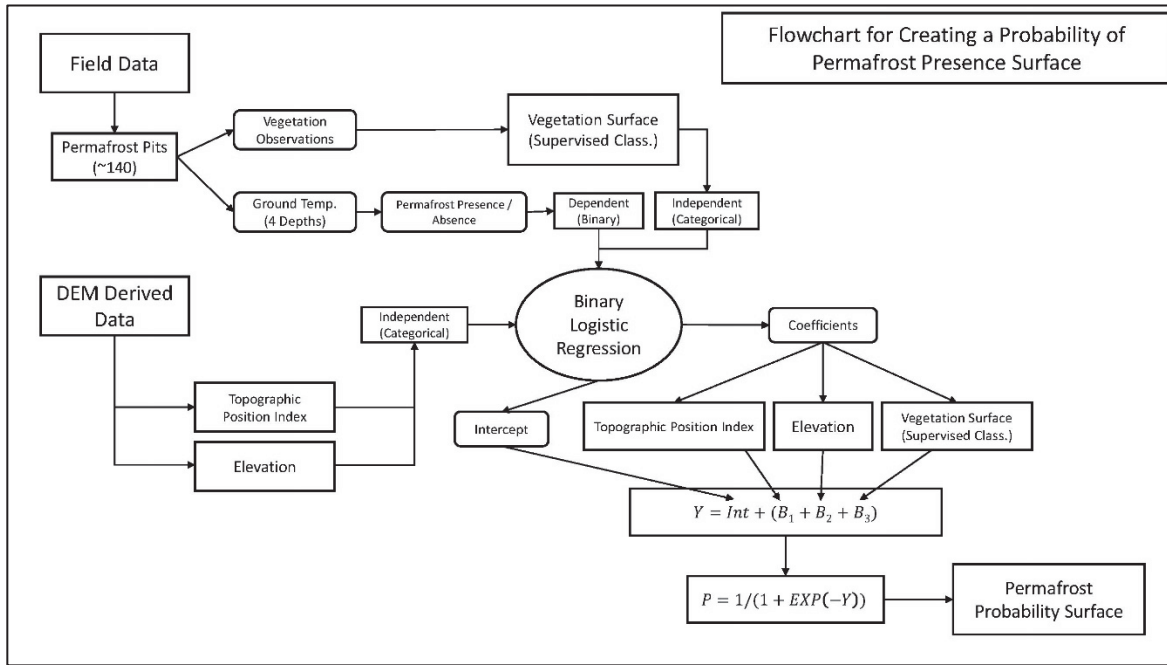 Flowchart for Creating a Probability of
Permafrost Presence Surface
Field Data
Permafrost Pits
(~140)
Vegetation
Observations
Vegetation Surface
(Supervised Class.)
Ground Temp.
(4 Depths)
Permafrost Presence /
Absence
Dependent
(Binary)
Independent
(Categorical)
DEM Derived
Data
Independent
(Categorical)
Binary
Logistic
Regression
Coefficients
Topographic
Position Index
Elevation
Intercept
Topographic Position Index
Elevation
Vegetation Surface
(Supervised Class.)
Y = Int + (B₁ + B₂ + B₃)
P = 1/(1 + EXP(−Y))
Permafrost
Probability Surface